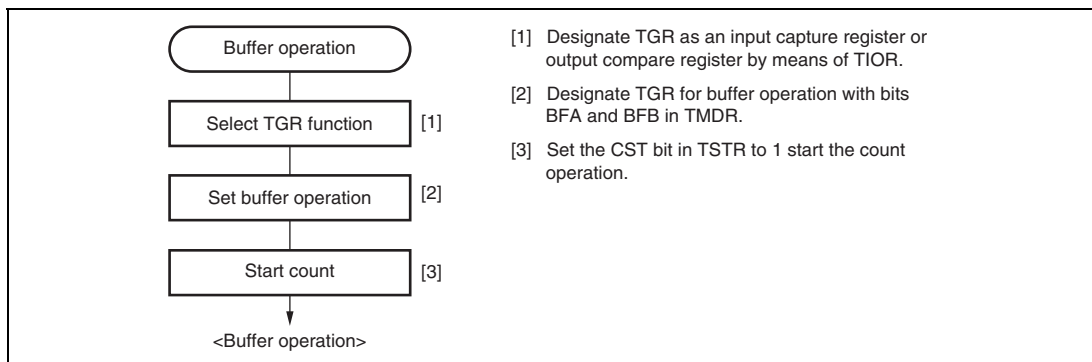 Buffer operation
Select TGR function
[1]
Set buffer operation
[2]
Start count
[3]
<Buffer operation>
[1] Designate TGR as an input capture register or
output compare register by means of TIOR.
[2] Designate TGR for buffer operation with bits
BFA and BFB in TMDR.
[3] Set the CST bit in TSTR to 1 start the count
operation.